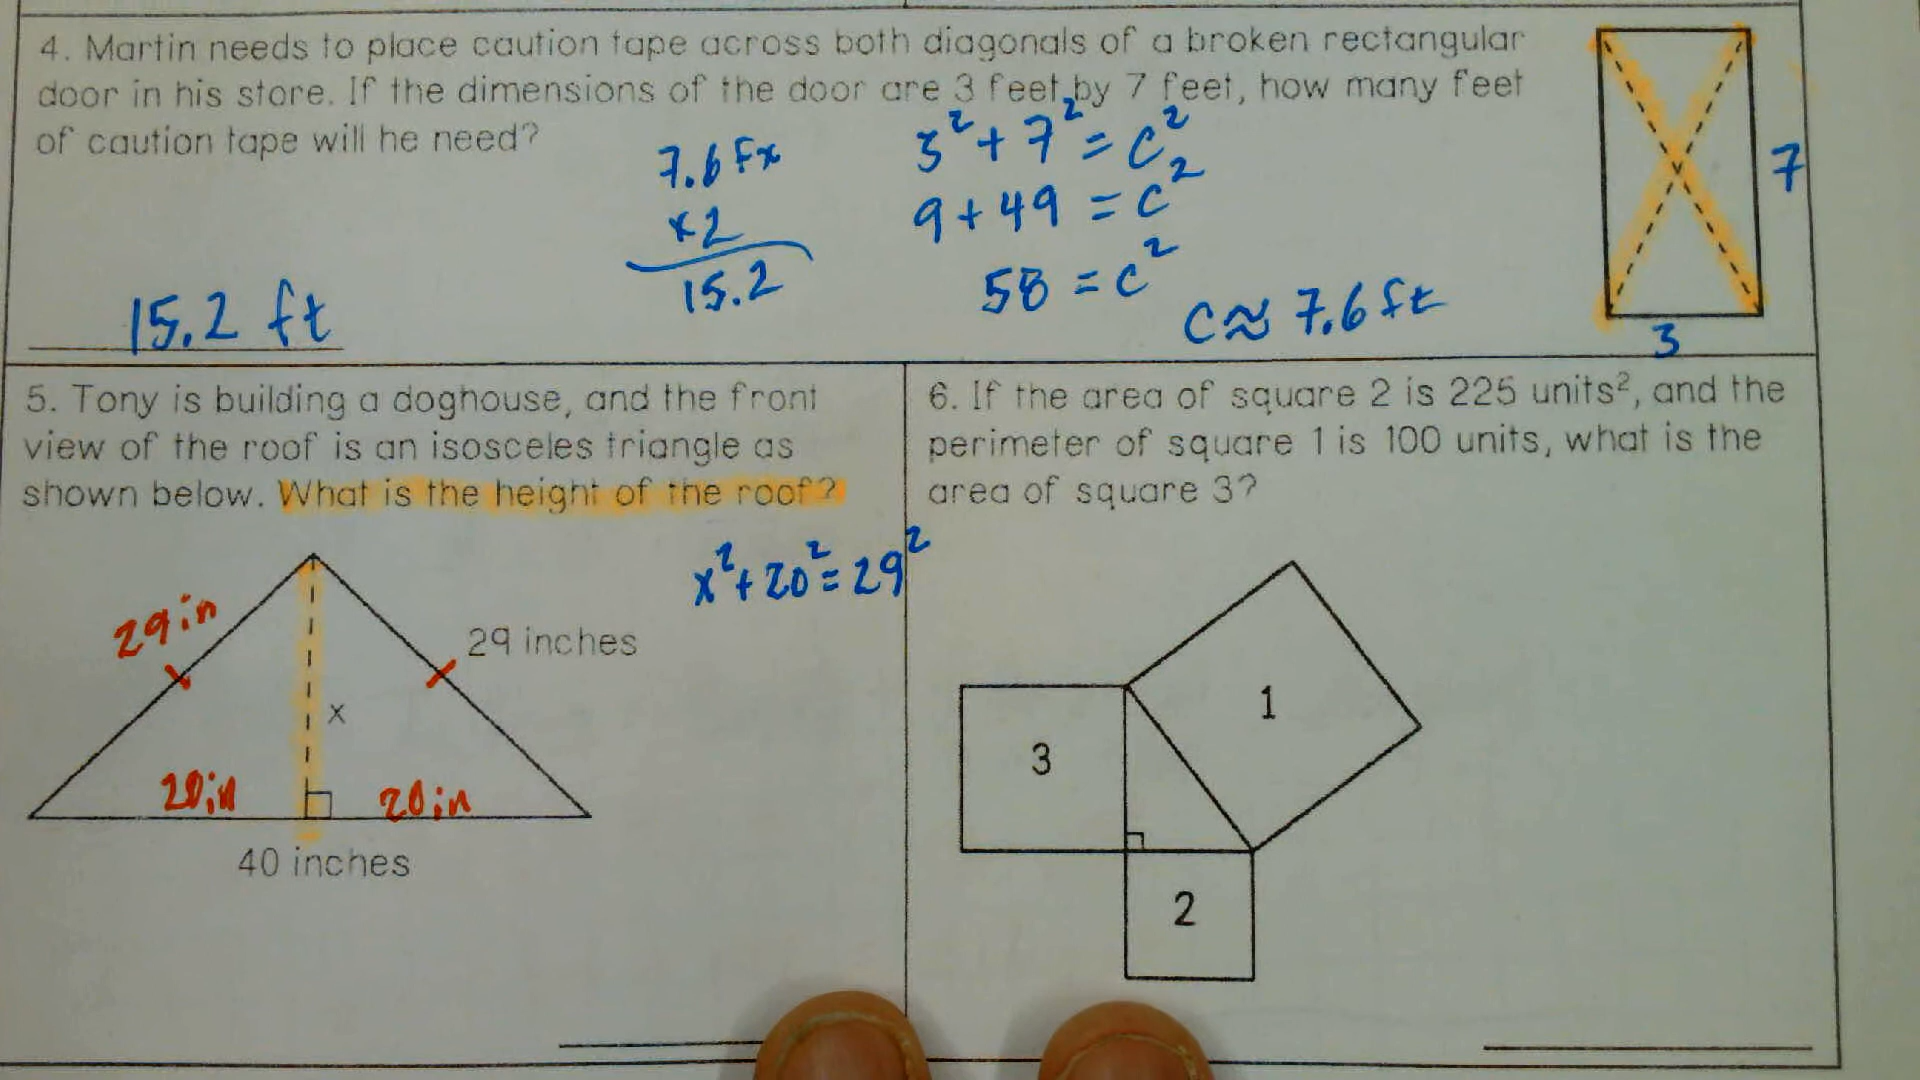 4. Martin needs to place caution tape across both diagonals of a broken rectangular
door in his store. If the dimensions of the door are 3 feet by 7 feet, how many feet
of caution tape will he need?
7.6 ft
x2
15.2
3² + 7² = c²
9 + 49 = c²
58 = c²
c ≈ 7.6 ft
15.2 ft
7
3
5. Tony is building a doghouse, and the front
view of the roof is an isosceles triangle as
shown below. What is the height of the roof?
x² + 20² = 29²
29 in
29 inches
x
20 in
20 in
40 inches
6. If the area of square 2 is 225 units², and the
perimeter of square 1 is 100 units, what is the
area of square 3?
1
3
2